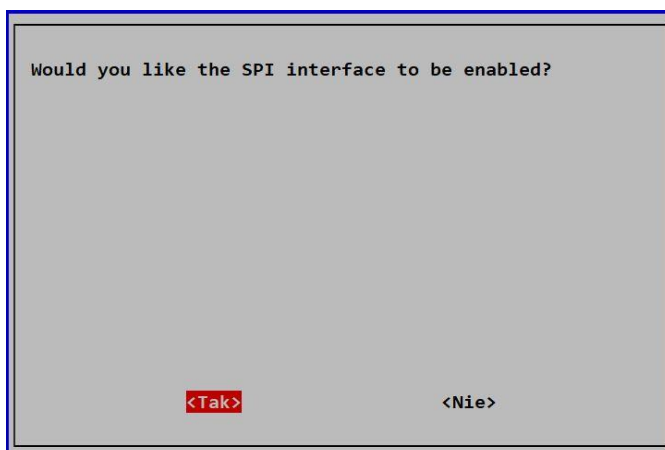 Would you like the SPI interface to be enabled?
<Tak> <Nie>